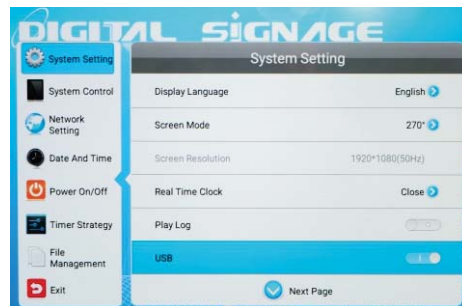 DIGITAL SIGNAGE
System Setting
System Setting
System Control
Display Language English
Network
Setting
Screen Mode 270°
Date And Time
Screen Resolution 1920*1080(50Hz)
Power On/Off
Real Time Clock Close
Timer Strategy
Play Log
File
Management
USB
Exit
Next Page